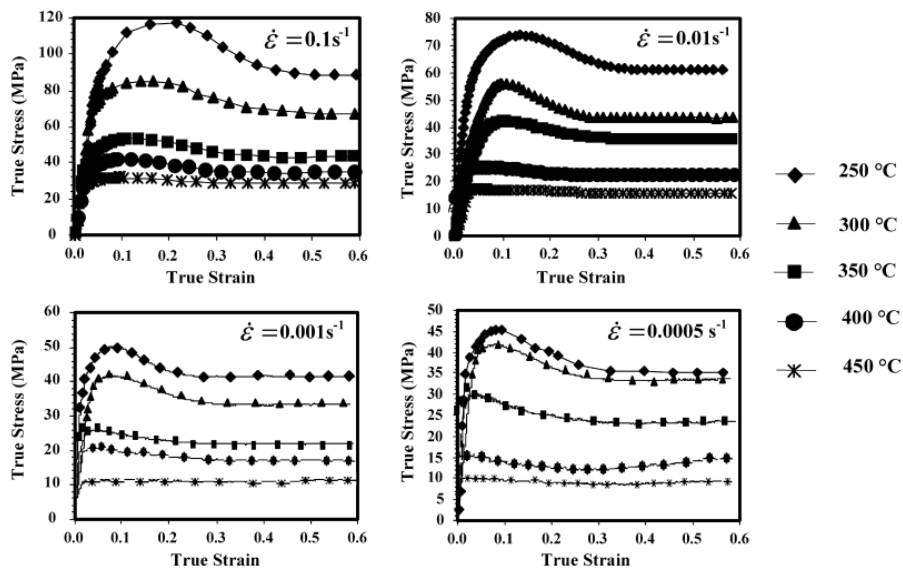 120
100
80
60
40
20
0
True Stress (MPa)
ε̇ = 0.1s⁻¹
0.0 0.1 0.2 0.3 0.4 0.5 0.6
True Strain
80
70
60
50
40
30
20
10
0
True Stress (MPa)
ε̇ = 0.01s⁻¹
0.0 0.1 0.2 0.3 0.4 0.5 0.6
True Strain
250 °C
300 °C
350 °C
400 °C
450 °C
60
50
40
30
20
10
0
True Stress (MPa)
ε̇ = 0.001s⁻¹
0.0 0.1 0.2 0.3 0.4 0.5 0.6
True Strain
50
45
40
35
30
25
20
15
10
5
0
True Stress (MPa)
ε̇ = 0.0005 s⁻¹
0.0 0.1 0.2 0.3 0.4 0.5 0.6
True Strain